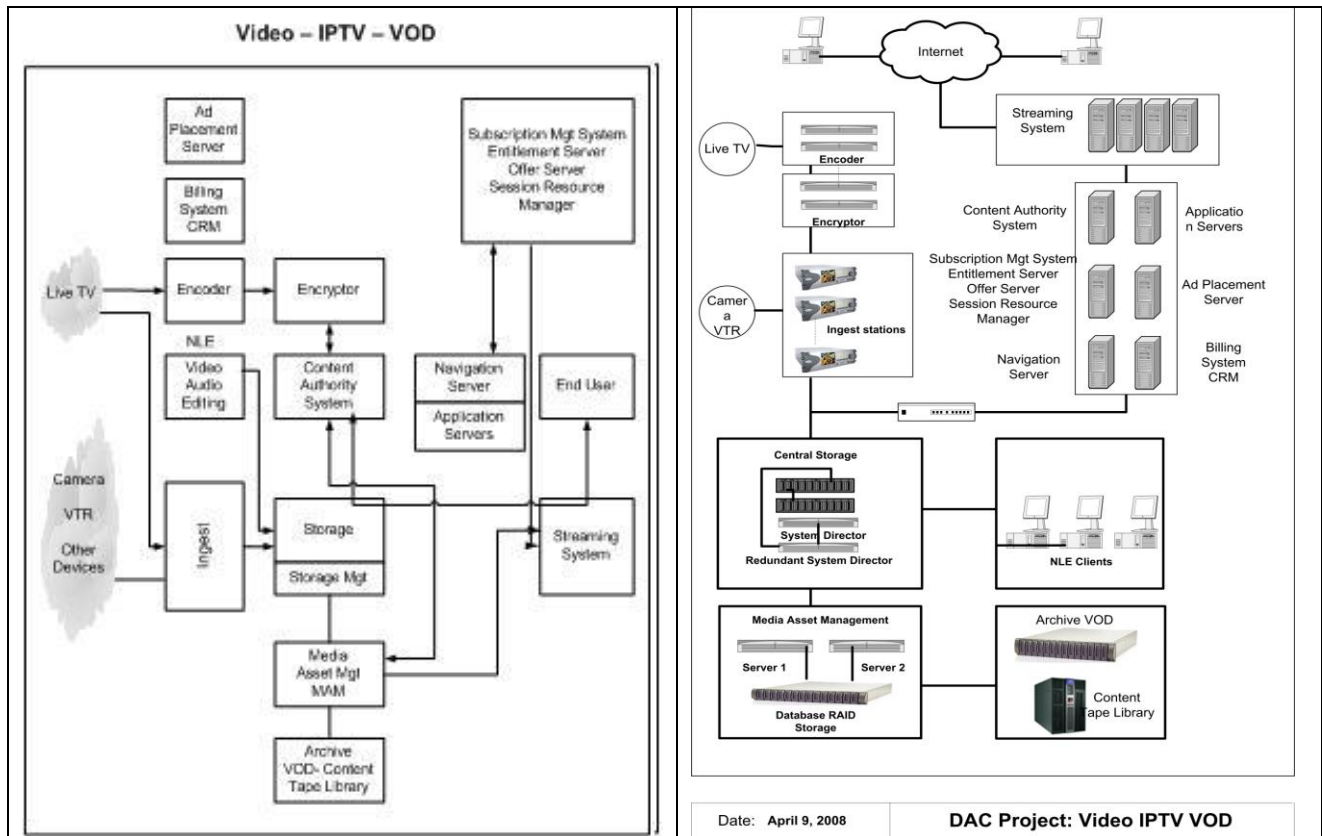 Video – IPTV – VOD
Ad
Placement
Server
Subscription Mgt System
Entitlement Server
Offer Server
Session Resource
Manager
Billing
System
CRM
Live TV
Encoder
Encryptor
NLE
Video
Audio
Editing
Content
Authority
System
Navigation
Server
Application
Servers
End User
Camera
VTR
Other
Devices
Ingest
Storage
Storage Mgt
Streaming
System
Media
Asset Mgt
MAM
Archive
VOD- Content
Tape Library
Internet
Streaming
System
Live TV
Encoder
Encryptor
Content Authority
System
Applicatio
n Servers
Subscription Mgt System
Entitlement Server
Offer Server
Session Resource
Manager
Ad Placement
Server
Camer
a
VTR
Ingest stations
Navigation
Server
Billing
System
CRM
Central Storage
System Director
Redundant System Director
NLE Clients
Media Asset Management
Server 1
Server 2
Database RAID
Storage
Archive VOD
Content
Tape Library
Date: April 9, 2008
DAC Project: Video IPTV VOD